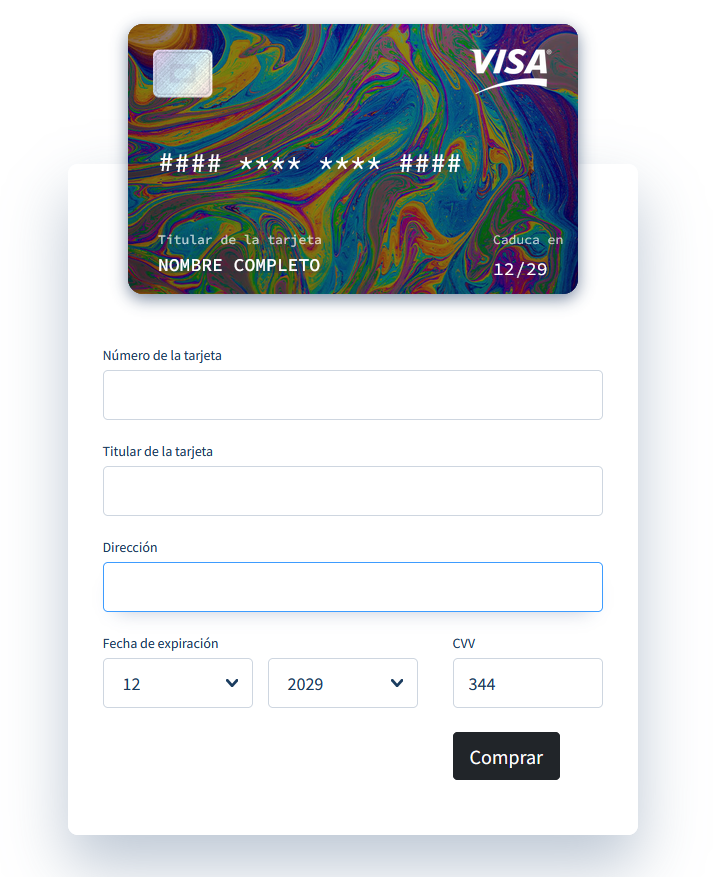 VISA®
#### **** **** ####
Titular de la tarjeta
Caduca en
NOMBRE COMPLETO
12/29
Número de la tarjeta
Titular de la tarjeta
Dirección
Fecha de expiración
CVV
12
2029
344
Comprar